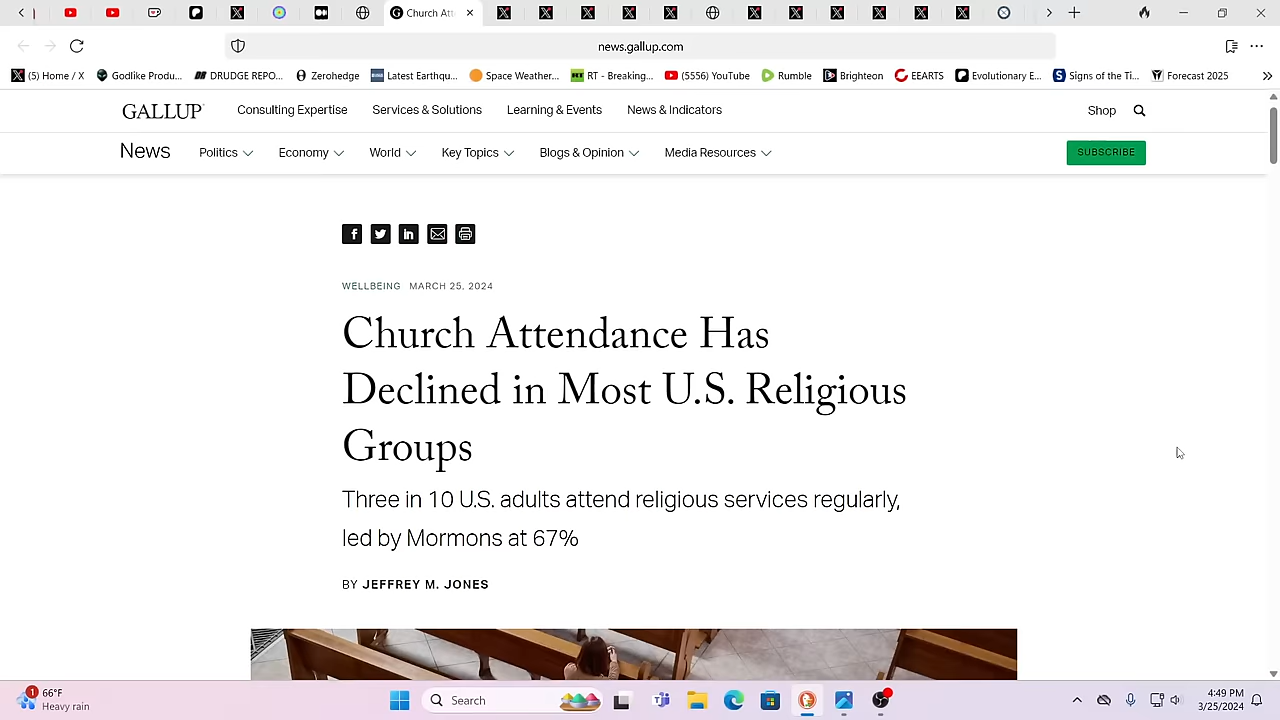 Church Att
news.gallup.com
(5) Home / X
Godlike Produ...
DRUDGE REPO...
Zerohedge
Latest Earthqu...
Space Weather...
RT - Breaking...
(5556) YouTube
Rumble
Brighteon
EEARTS
Evolutionary E...
Signs of the Ti...
Forecast 2025
GALLUP
Consulting Expertise
Services & Solutions
Learning & Events
News & Indicators
Shop
News
Politics
Economy
World
Key Topics
Blogs & Opinion
Media Resources
SUBSCRIBE
WELLBEING MARCH 25, 2024
Church Attendance Has
Declined in Most U.S. Religious
Groups
Three in 10 U.S. adults attend religious services regularly,
led by Mormons at 67%
BY JEFFREY M. JONES
1
66°F
Heavy rain
Search
4:49 PM
3/25/2024